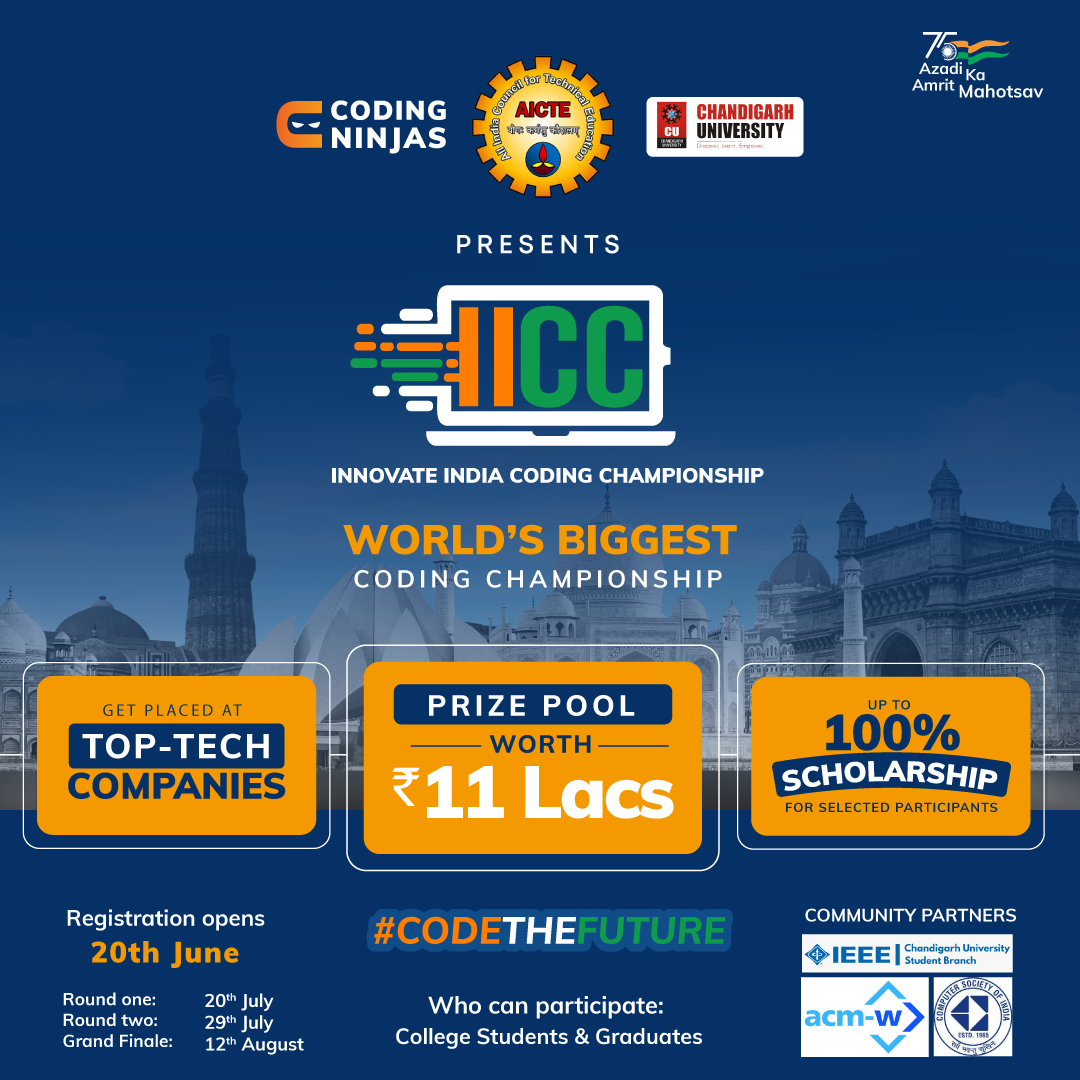 75
Azadi Ka
Amrit Mahotsav
CODING
NINJAS
All India Council for Technical Education
AICTE
योगः कर्मसु कौशलम्
CU
CHANDIGARH
UNIVERSITY
CHANDIGARH
UNIVERSITY
Discover. Learn. Empower.
PRESENTS
IICC
INNOVATE INDIA CODING CHAMPIONSHIP
WORLD'S BIGGEST
CODING CHAMPIONSHIP
GET PLACED AT
TOP-TECH
COMPANIES
PRIZE POOL
WORTH
₹11 Lacs
UP TO
100%
SCHOLARSHIP
FOR SELECTED PARTICIPANTS
Registration opens
20th June
Round one: 20th July
Round two: 29th July
Grand Finale: 12th August
#CODETHEFUTURE
Who can participate:
College Students & Graduates
COMMUNITY PARTNERS
IEEE
Chandigarh University
Student Branch
acm-w
COMPUTER SOCIETY OF INDIA
ESTD. 1965